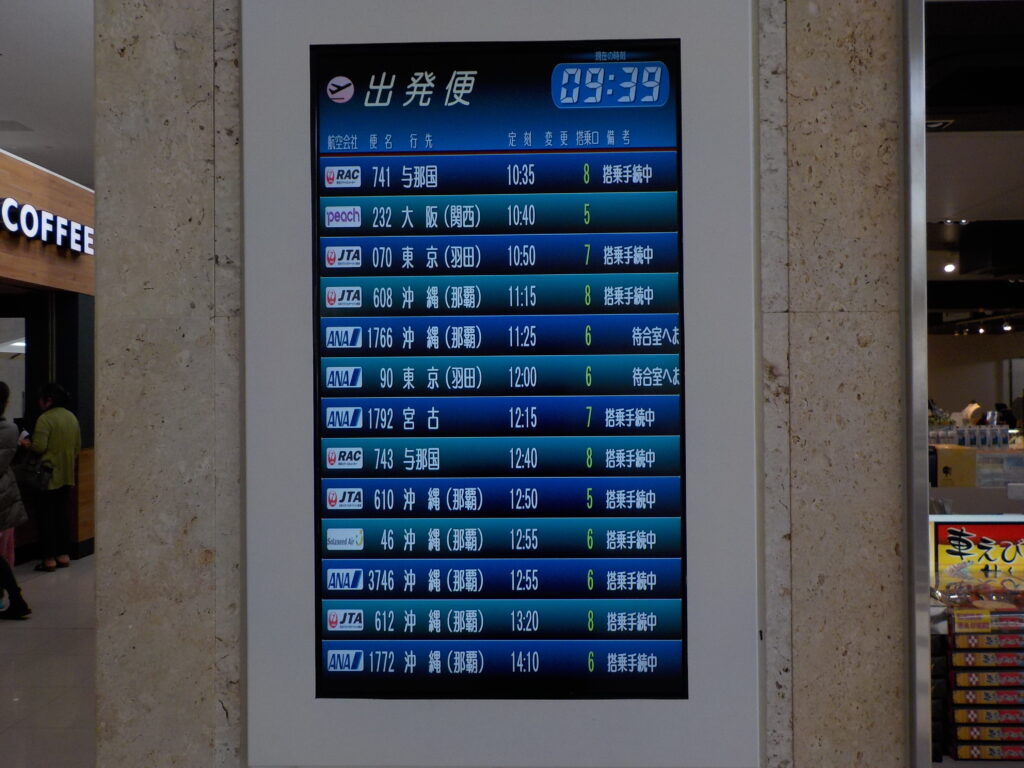 COFFEE
現在の時刻
出発便 09:39
航空会社 便名 行先 定刻 変更 搭乗口 備考
RAC 741 与那国 10:35 8 搭乗手続中
peach 232 大阪(関西) 10:40 5
JTA 070 東京(羽田) 10:50 7 搭乗手続中
JTA 608 沖縄(那覇) 11:15 8 搭乗手続中
ANA 1766 沖縄(那覇) 11:25 6 待合室へお
ANA 90 東京(羽田) 12:00 6 待合室へお
ANA 1792 宮古 12:15 7 搭乗手続中
RAC 743 与那国 12:40 8 搭乗手続中
JTA 610 沖縄(那覇) 12:50 5 搭乗手続中
Solaseed Air 46 沖縄(那覇) 12:55 6 搭乗手続中
ANA 3746 沖縄(那覇) 12:55 6 搭乗手続中
JTA 612 沖縄(那覇) 13:20 8 搭乗手続中
ANA 1772 沖縄(那覇) 14:10 6 搭乗手続中
車えび